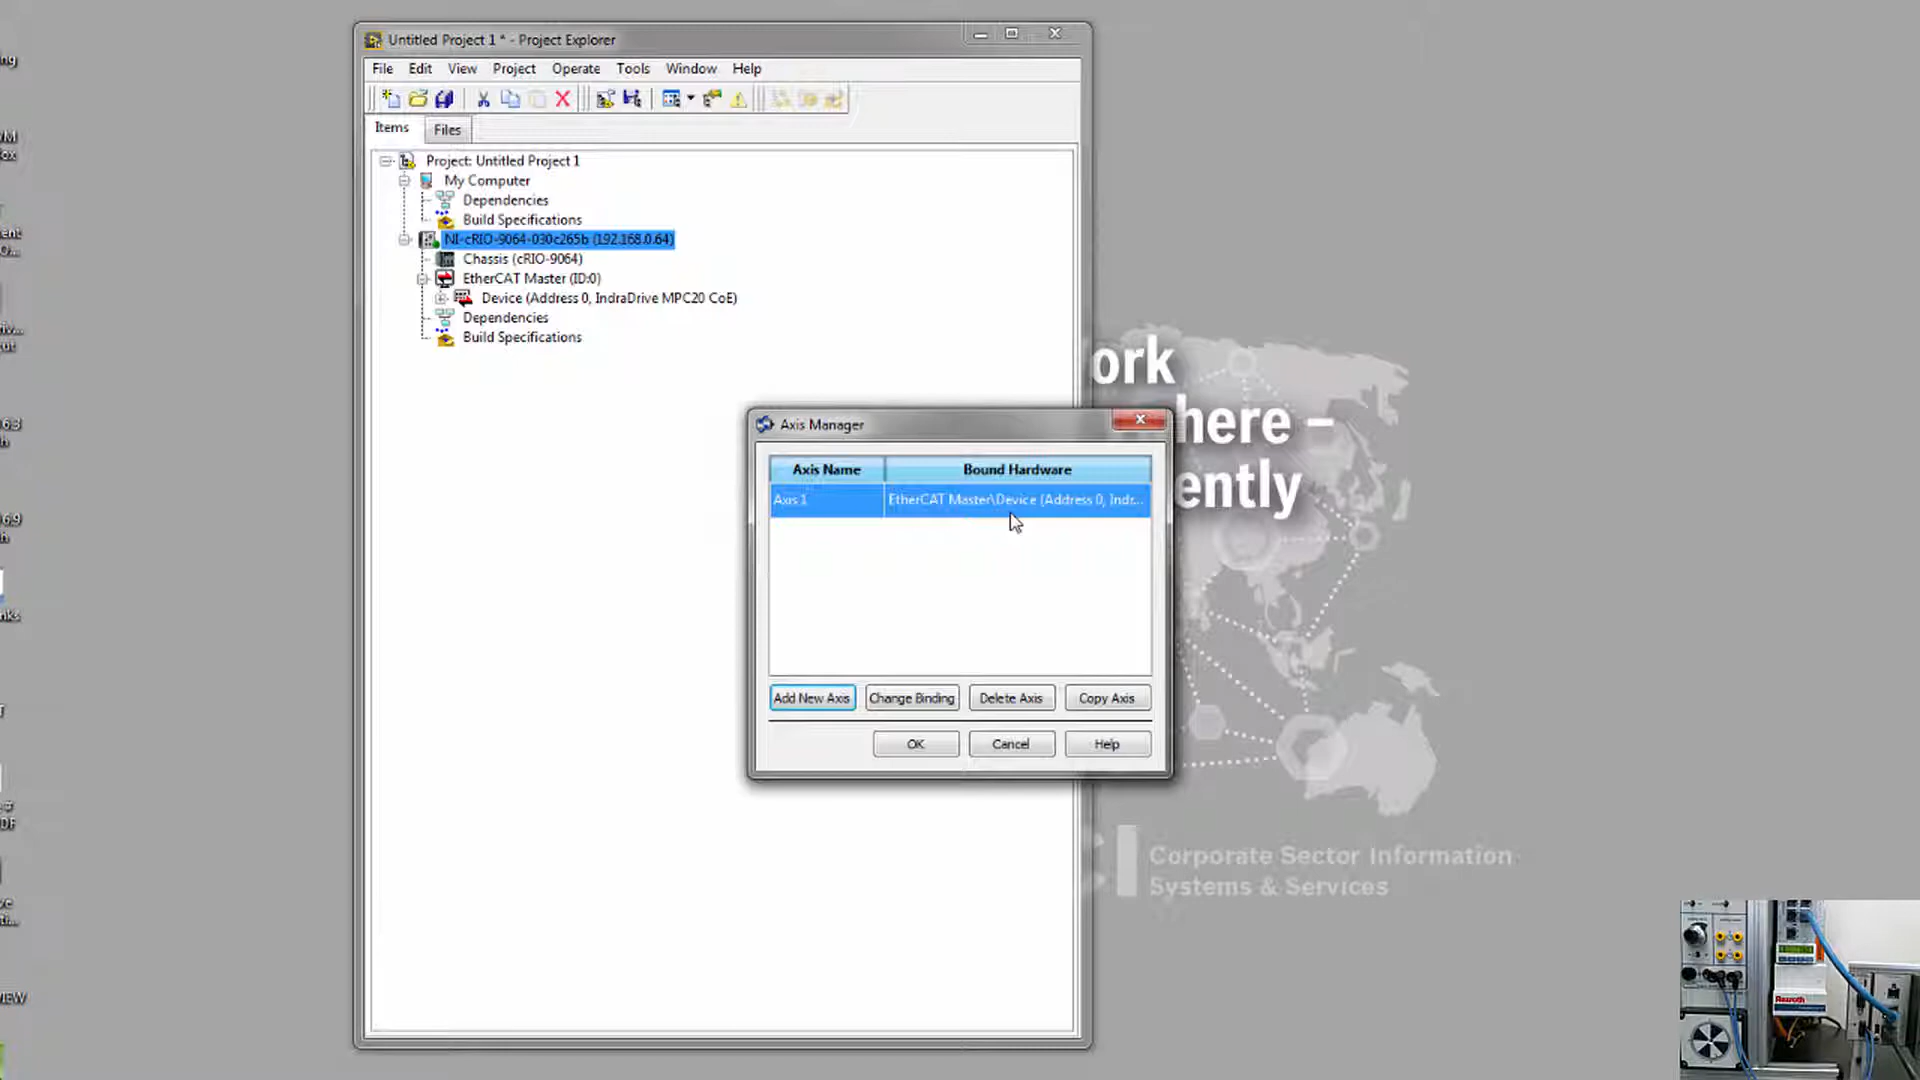 Untitled Project 1 * - Project Explorer
File Edit View Project Operate Tools Window Help
Items Files
Project: Untitled Project 1
My Computer
Dependencies
Build Specifications
NI-cRIO-9064-030c265b (192.168.0.64)
Chassis (cRIO-9064)
EtherCAT Master (ID:0)
Device (Address 0, IndraDrive MPC20 CoE)
Dependencies
Build Specifications
Axis Manager
Axis Name Bound Hardware
Axis 1 EtherCAT Master\Device (Address 0, Indr...
Add New Axis Change Binding Delete Axis Copy Axis
OK Cancel Help
ork
here –
ently
Corporate Sector Information
Systems & Services
Rexroth